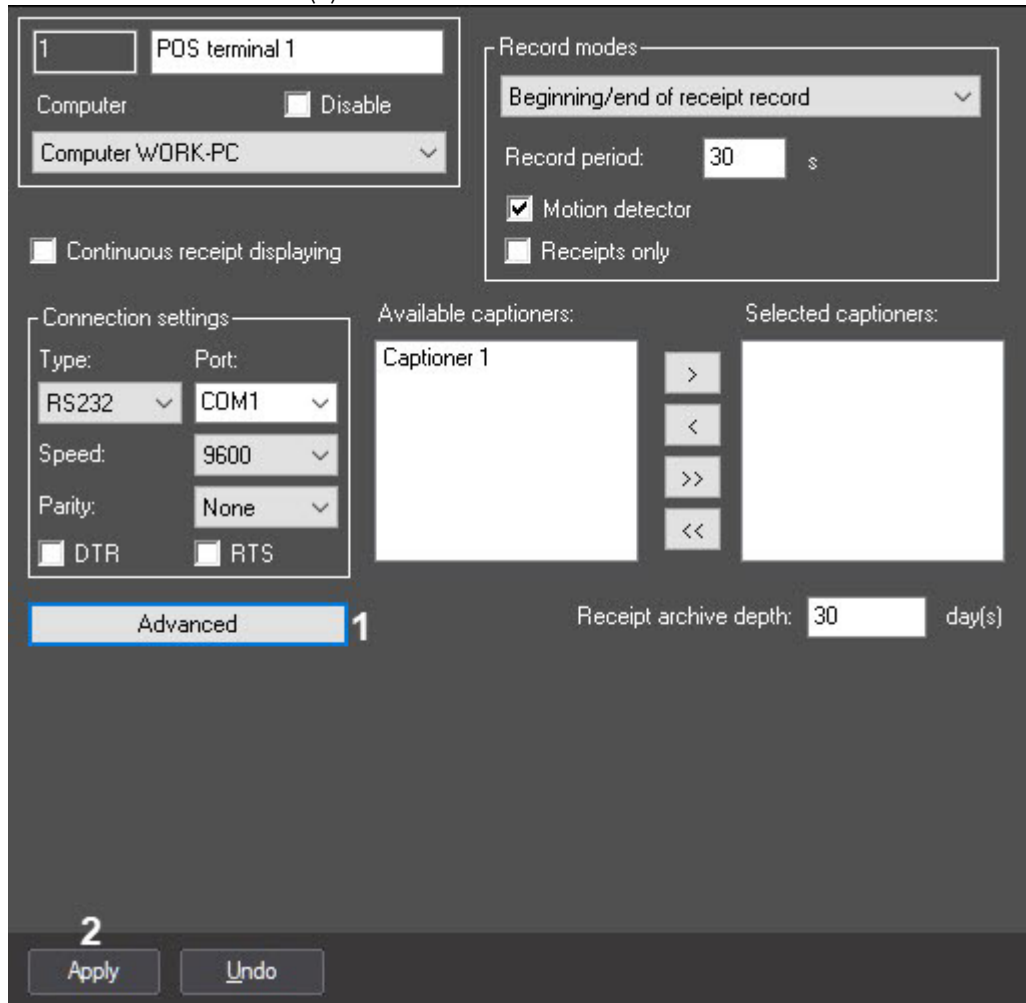 1
POS terminal 1
Computer
Disable
Computer WORK-PC
Record modes
Beginning/end of receipt record
Record period: 30 s
Motion detector
Receipts only
Continuous receipt displaying
Connection settings
Type: Port:
RS232 COM1
Speed: 9600
Parity: None
DTR RTS
Available captioners:
Captioner 1
>
<
>>
<<
Selected captioners:
Advanced 1
Receipt archive depth: 30 day(s)
2
Apply Undo